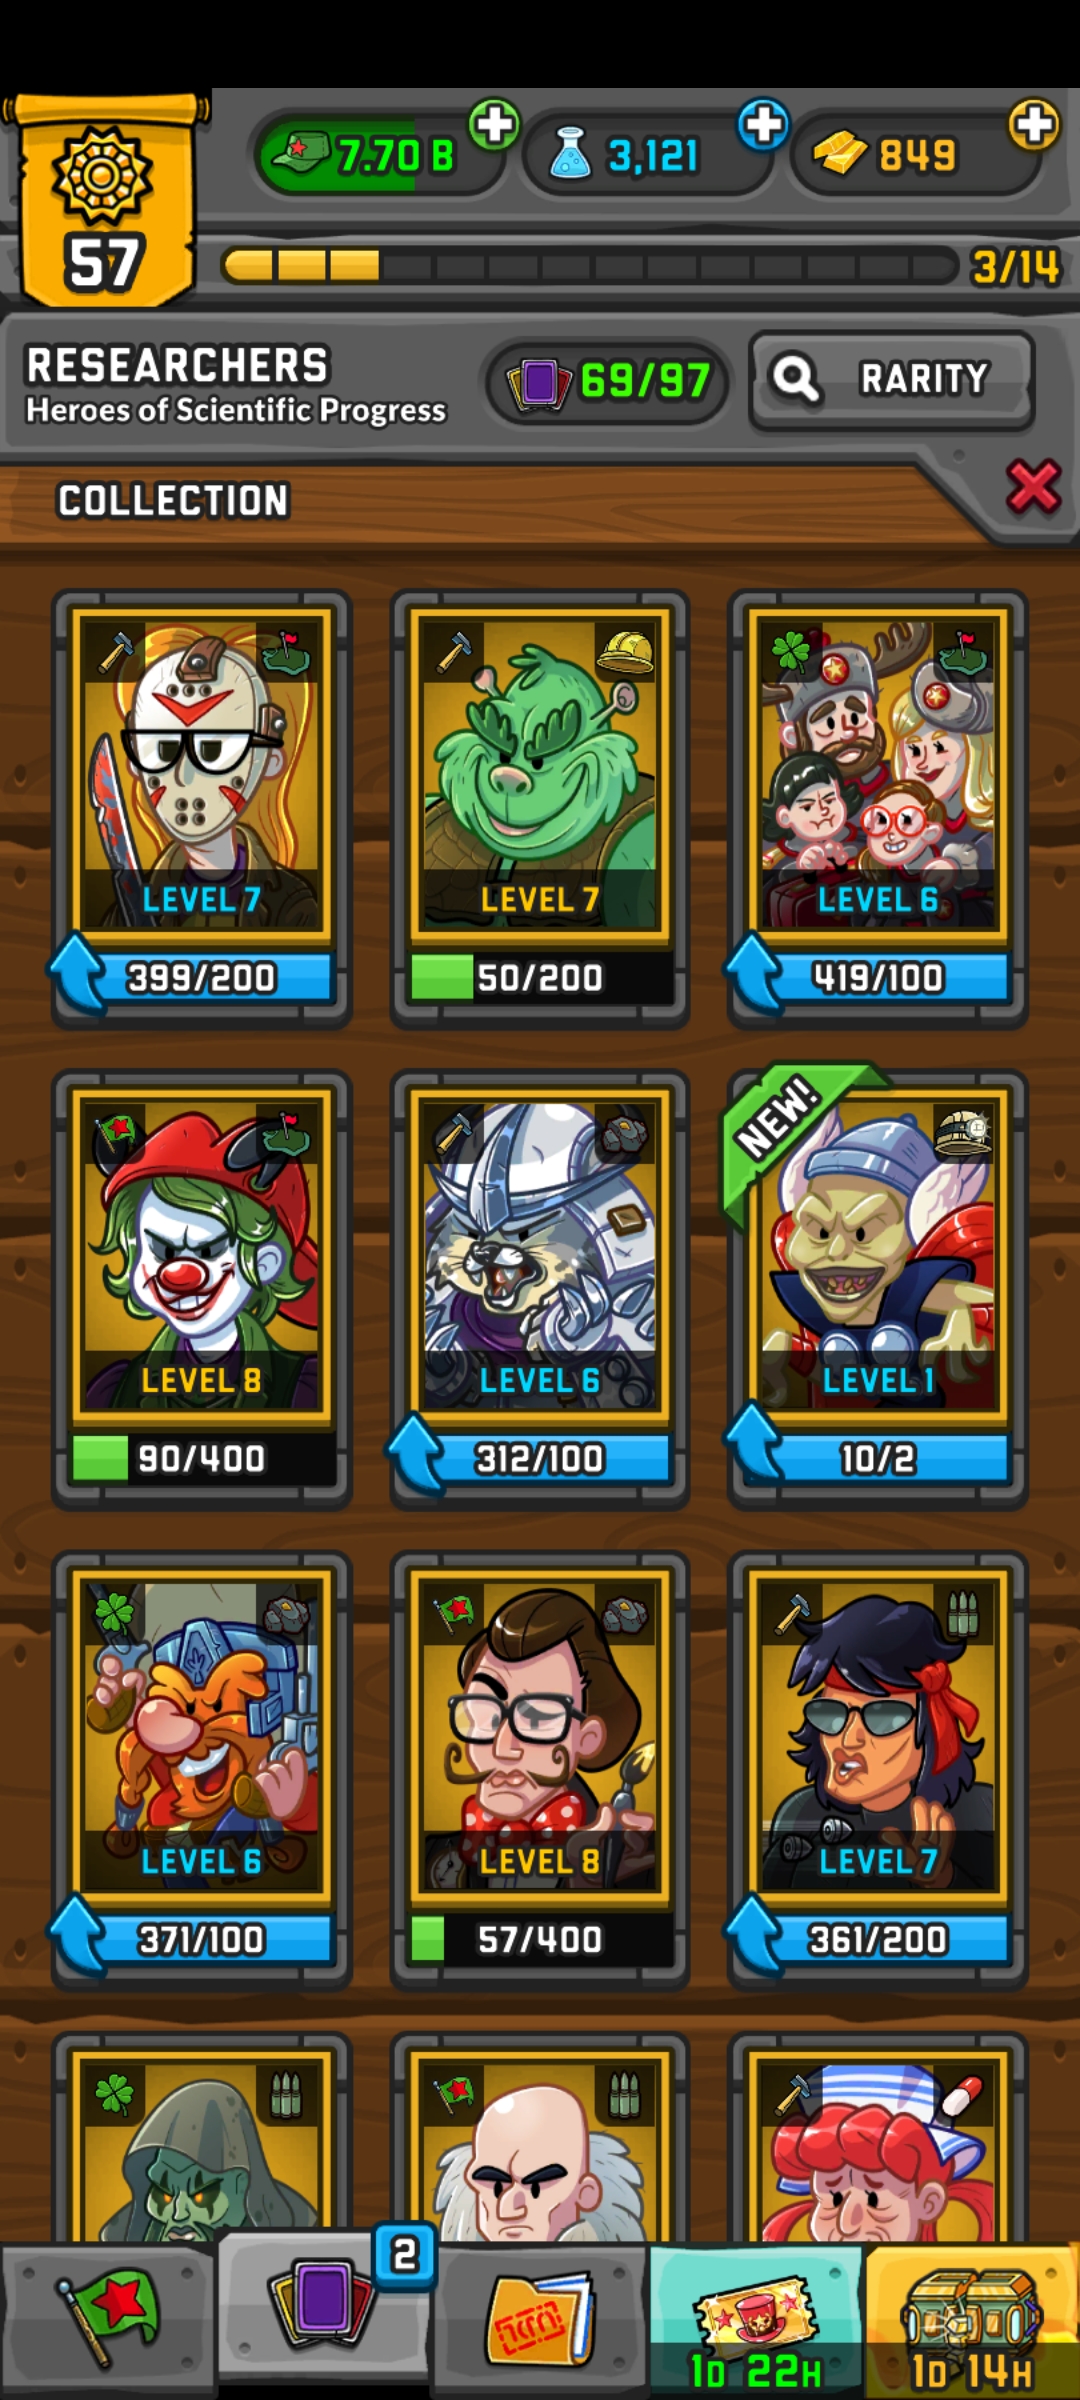 7.70 B
3,121
849
57
3/14
RESEARCHERS
Heroes of Scientific Progress
69/97
RARITY
COLLECTION
LEVEL 7
LEVEL 7
LEVEL 6
399/200
50/200
419/100
NEW!
LEVEL 8
LEVEL 6
LEVEL 1
90/400
312/100
10/2
LEVEL 6
LEVEL 8
LEVEL 7
371/100
57/400
361/200
2
1D 22H
1D 14H